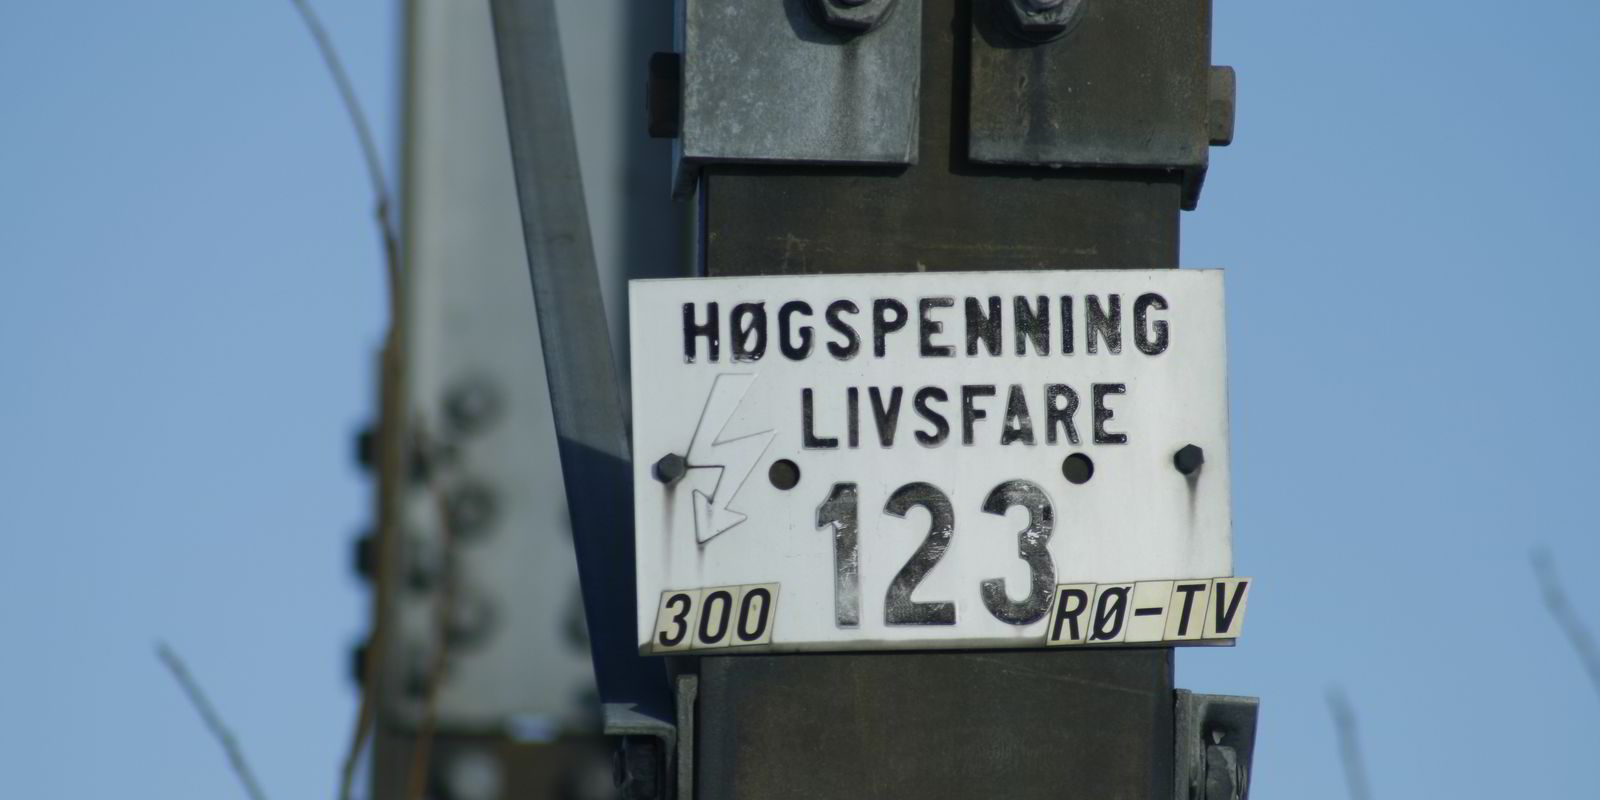 HØGSPENNING
LIVSFARE
123
300
RØ-TV